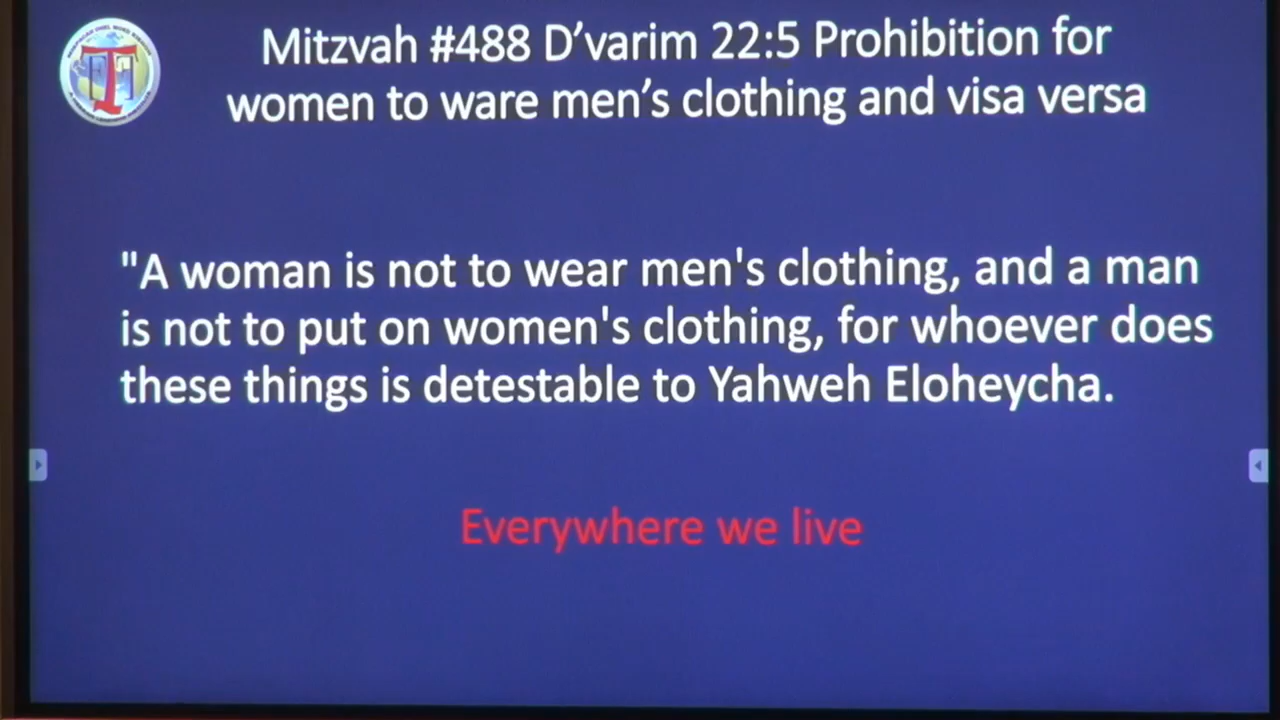 Mitzvah #488 D’varim 22:5 Prohibition for
women to ware men’s clothing and visa versa
"A woman is not to wear men's clothing, and a man
is not to put on women's clothing, for whoever does
these things is detestable to Yahweh Eloheycha.
Everywhere we live